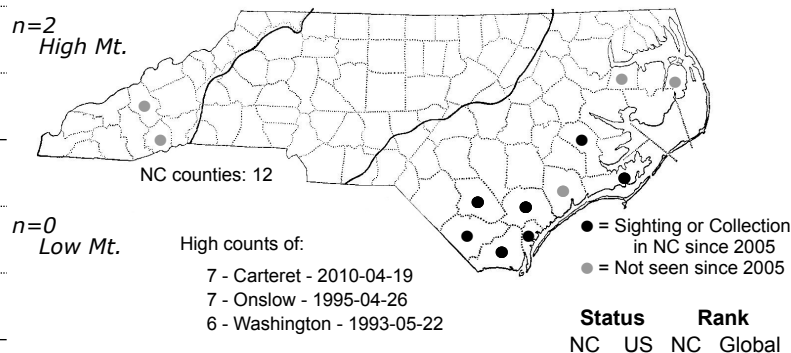 n=2
High Mt.
NC counties: 12
n=0
Low Mt.
High counts of:
7 - Carteret - 2010-04-19
7 - Onslow - 1995-04-26
6 - Washington - 1993-05-22
= Sighting or Collection
in NC since 2005
= Not seen since 2005
Status Rank
NC US NC Global